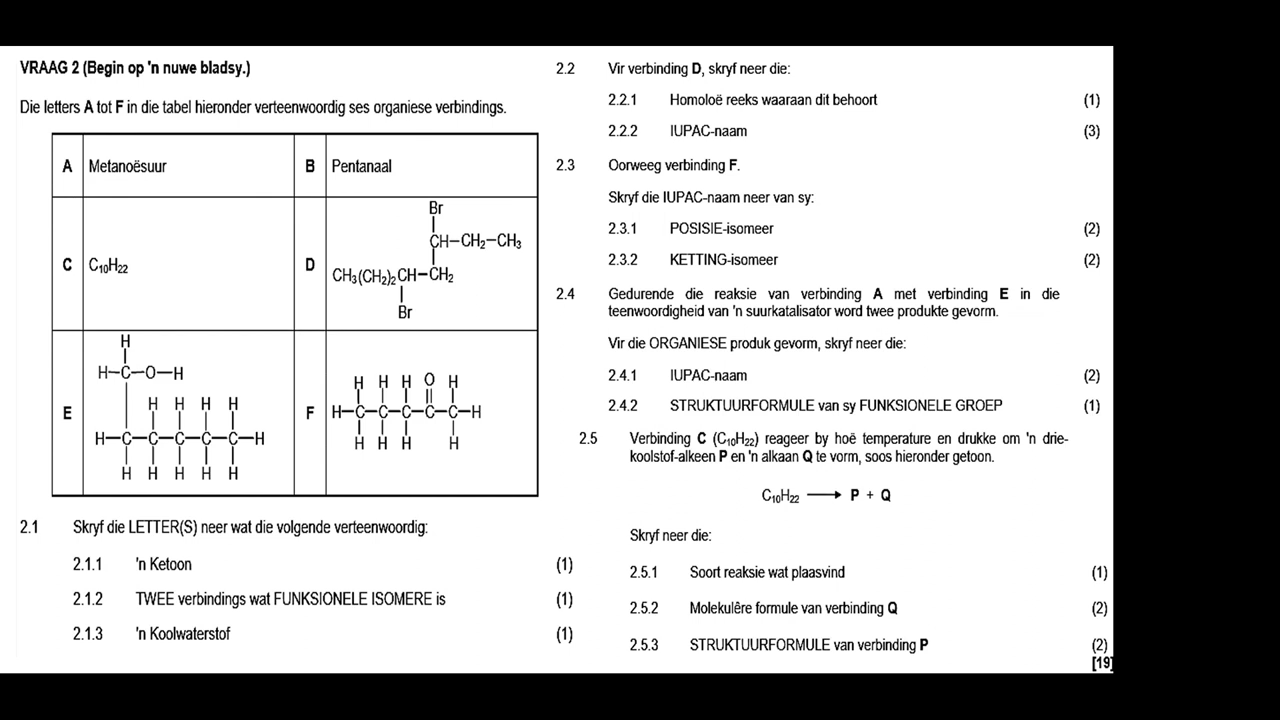 VRAAG 2 (Begin op 'n nuwe bladsy.)
Die letters A tot F in die tabel hieronder verteenwoordig ses organiese verbindings.
A Metanoësuur B Pentanaal
C C₁₀H₂₂ D
Br
CH–CH₂–CH₃
CH₃(CH₂)₂CH–CH₂
Br
E
H
H–C–O–H
H H H H
H–C–C–C–C–C–H
H H H H H
F
H H H O H
H–C–C–C–C–C–H
H H H H
2.1 Skryf die LETTER(S) neer wat die volgende verteenwoordig:
2.1.1 'n Ketoon (1)
2.1.2 TWEE verbindings wat FUNKSIONELE ISOMERE is (1)
2.1.3 'n Koolwaterstof (1)
2.2 Vir verbinding D, skryf neer die:
2.2.1 Homoloë reeks waaraan dit behoort (1)
2.2.2 IUPAC-naam (3)
2.3 Oorweeg verbinding F.
Skryf die IUPAC-naam neer van sy:
2.3.1 POSISIE-isomeer (2)
2.3.2 KETTING-isomeer (2)
2.4 Gedurende die reaksie van verbinding A met verbinding E in die
teenwoordigheid van 'n suurkatalisator word twee produkte gevorm.
Vir die ORGANIESE produk gevorm, skryf neer die:
2.4.1 IUPAC-naam (2)
2.4.2 STRUKTUURFORMULE van sy FUNKSIONELE GROEP (1)
2.5 Verbinding C (C₁₀H₂₂) reageer by hoë temperature en drukke om 'n drie-
koolstof-alkeen P en 'n alkaan Q te vorm, soos hieronder getoon.
C₁₀H₂₂ ⟶ P + Q
Skryf neer die:
2.5.1 Soort reaksie wat plaasvind (1)
2.5.2 Molekulêre formule van verbinding Q (2)
2.5.3 STRUKTUURFORMULE van verbinding P (2)
[19]